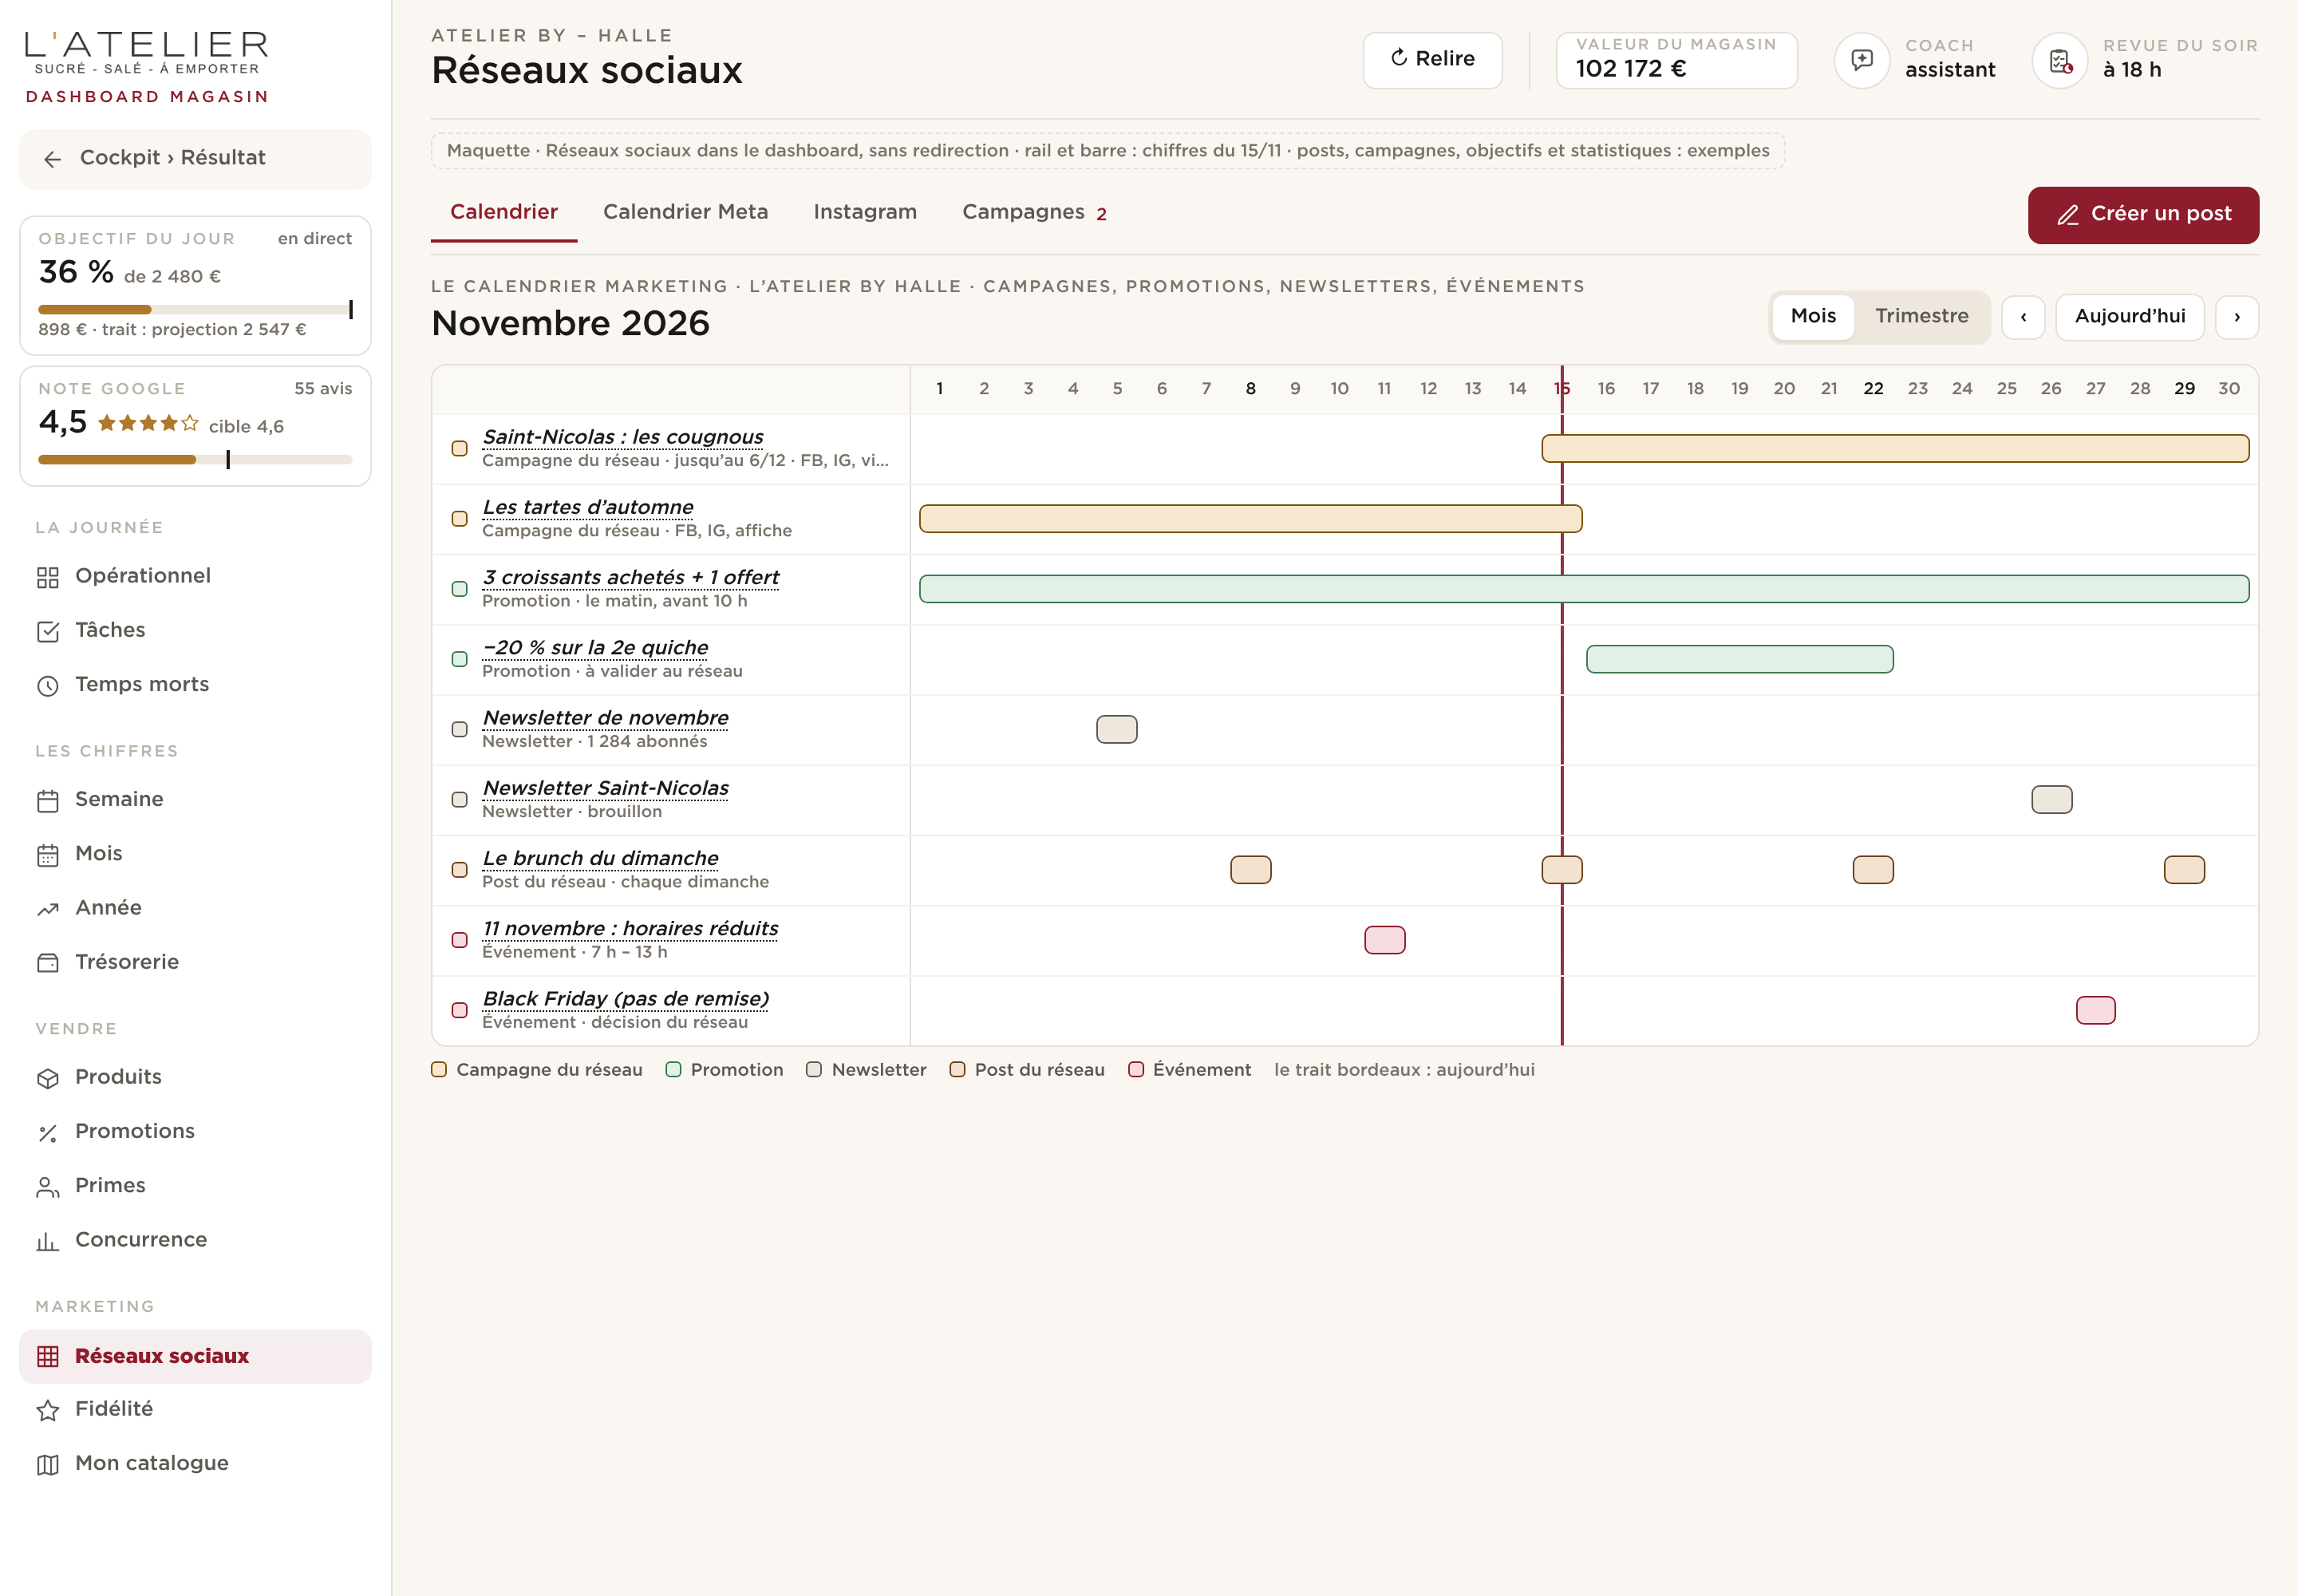 L'ATELIER
SUCRÉ - SALÉ - À EMPORTER
DASHBOARD MAGASIN
Cockpit › Résultat
OBJECTIF DU JOUR en direct
36 % de 2 480 €
898 € · trait : projection 2 547 €
NOTE GOOGLE 55 avis
4,5 cible 4,6
LA JOURNÉE
Opérationnel
Tâches
Temps morts
LES CHIFFRES
Semaine
Mois
Année
Trésorerie
VENDRE
Produits
Promotions
Primes
Concurrence
MARKETING
Réseaux sociaux
Fidélité
Mon catalogue
ATELIER BY – HALLE
Réseaux sociaux
Relire
VALEUR DU MAGASIN
102 172 €
COACH
assistant
REVUE DU SOIR
à 18 h
Maquette · Réseaux sociaux dans le dashboard, sans redirection · rail et barre : chiffres du 15/11 · posts, campagnes, objectifs et statistiques : exemples
Calendrier Calendrier Meta Instagram Campagnes 2
Créer un post
LE CALENDRIER MARKETING · L’ATELIER BY HALLE · CAMPAGNES, PROMOTIONS, NEWSLETTERS, ÉVÉNEMENTS
Novembre 2026
Mois Trimestre ‹ Aujourd’hui ›
1 2 3 4 5 6 7 8 9 10 11 12 13 14 15 16 17 18 19 20 21 22 23 24 25 26 27 28 29 30
Saint-Nicolas : les cougnous
Campagne du réseau · jusqu’au 6/12 · FB, IG, vi…
Les tartes d’automne
Campagne du réseau · FB, IG, affiche
3 croissants achetés + 1 offert
Promotion · le matin, avant 10 h
−20 % sur la 2e quiche
Promotion · à valider au réseau
Newsletter de novembre
Newsletter · 1 284 abonnés
Newsletter Saint-Nicolas
Newsletter · brouillon
Le brunch du dimanche
Post du réseau · chaque dimanche
11 novembre : horaires réduits
Événement · 7 h – 13 h
Black Friday (pas de remise)
Événement · décision du réseau
Campagne du réseau Promotion Newsletter Post du réseau Événement le trait bordeaux : aujourd’hui